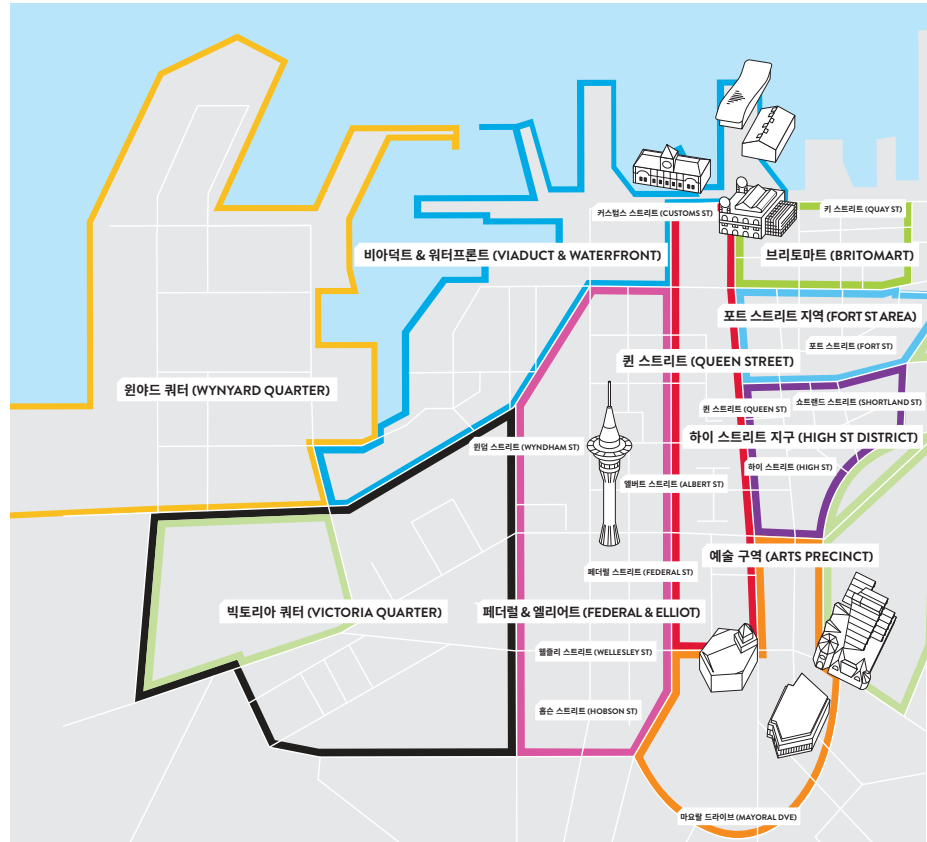 커스텀스 스트리트 (CUSTOMS ST)
키 스트리트 (QUAY ST)
비아덕트 & 워터프론트 (VIADUCT & WATERFRONT)
브리토마트 (BRITOMART)
포트 스트리트 지역 (FORT ST AREA)
포트 스트리트 (FORT ST)
퀸 스트리트 (QUEEN STREET)
윈야드 쿼터 (WYNYARD QUARTER)
쇼트랜드 스트리트 (SHORTLAND ST)
퀸 스트리트 (QUEEN ST)
하이 스트리트 지구 (HIGH ST DISTRICT)
윈덤 스트리트 (WYNDHAM ST)
하이 스트리트 (HIGH ST)
앨버트 스트리트 (ALBERT ST)
예술 구역 (ARTS PRECINCT)
페더럴 스트리트 (FEDERAL ST)
빅토리아 쿼터 (VICTORIA QUARTER)
페더럴 & 엘리어트 (FEDERAL & ELLIOT)
웰즐리 스트리트 (WELLESLEY ST)
홉슨 스트리트 (HOBSON ST)
마요랄 드라이브 (MAYORAL DVE)